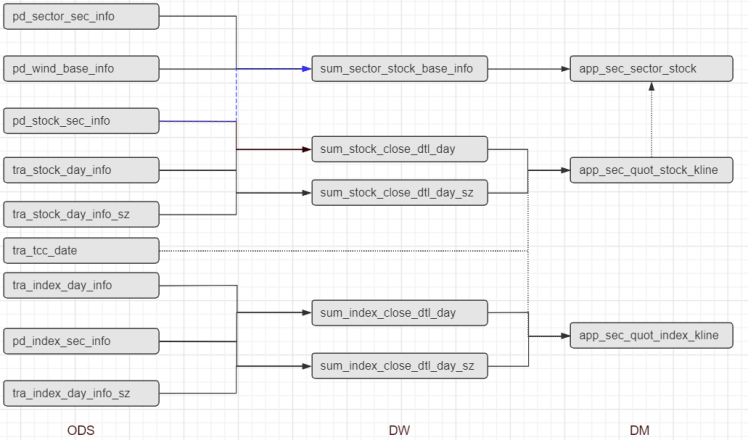 pd_sector_sec_info
pd_wind_base_info
sum_sector_stock_base_info
app_sec_sector_stock
pd_stock_sec_info
sum_stock_close_dtl_day
tra_stock_day_info
app_sec_quot_stock_kline
sum_stock_close_dtl_day_sz
tra_stock_day_info_sz
tra_tcc_date
tra_index_day_info
sum_index_close_dtl_day
pd_index_sec_info
app_sec_quot_index_kline
sum_index_close_dtl_day_sz
tra_index_day_info_sz
ODS
DW
DM